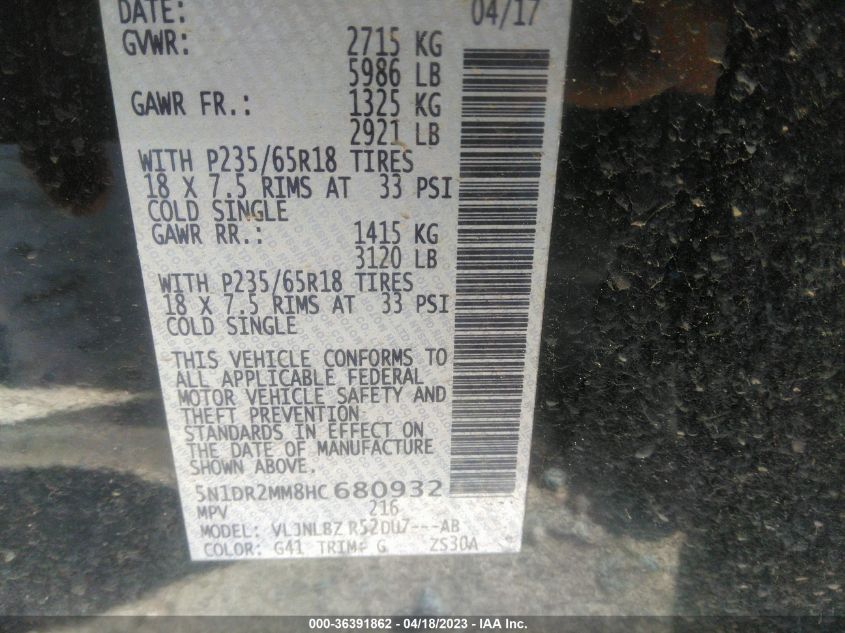 DATE: 04/17
GVWR: 2715 KG
5986 LB
GAWR FR.: 1325 KG
2921 LB
WITH P235/65R18 TIRES
18 X 7.5 RIMS AT 33 PSI
COLD SINGLE
GAWR RR.: 1415 KG
3120 LB
WITH P235/65R18 TIRES
18 X 7.5 RIMS AT 33 PSI
COLD SINGLE
THIS VEHICLE CONFORMS TO
ALL APPLICABLE FEDERAL
MOTOR VEHICLE SAFETY AND
THEFT PREVENTION
STANDARDS IN EFFECT ON
THE DATE OF MANUFACTURE
SHOWN ABOVE.
5N1DR2MM8HC680932
MPV 216
MODEL: VLJNLBZ R52DU7---AB
COLOR: G41 TRIM: G ZS30A
000-36391862 - 04/18/2023 - IAA Inc.